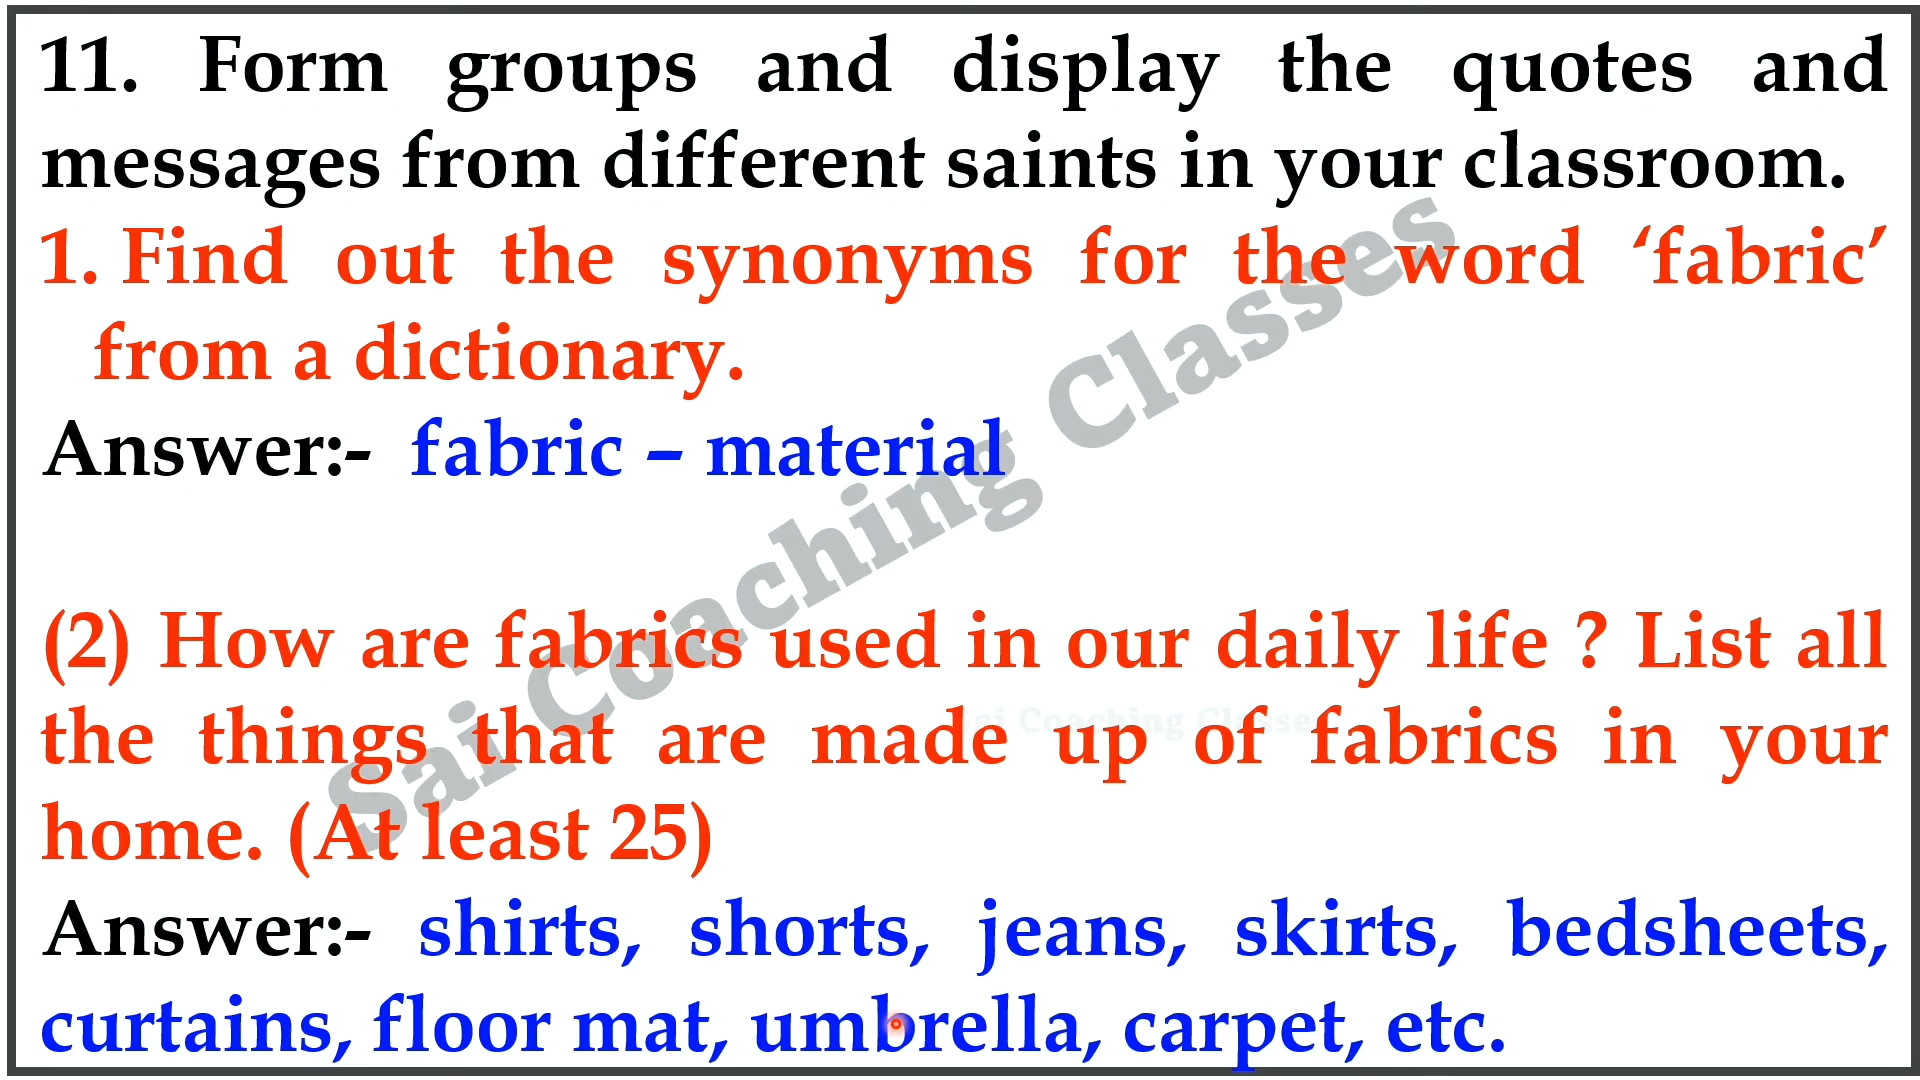 11. Form groups and display the quotes and
messages from different saints in your classroom.
1. Find out the synonyms for the word ‘fabric’
from a dictionary.
Answer:- fabric – material
(2) How are fabrics used in our daily life ? List all
the things that are made up of fabrics in your
home. (At least 25)
Answer:- shirts, shorts, jeans, skirts, bedsheets,
curtains, floor mat, umbrella, carpet, etc.
Sai Coaching Classes
Sai Coaching Classes